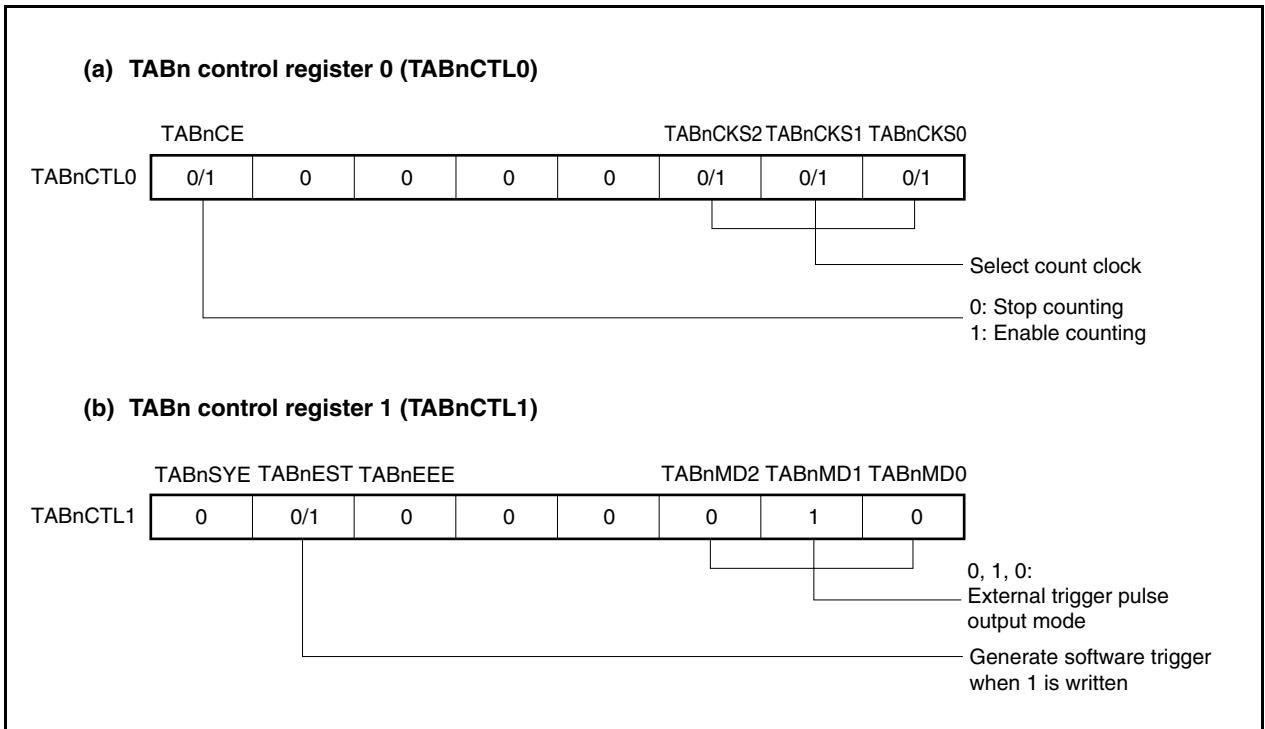 (a) TABn control register 0 (TABnCTL0)
TABnCE TABnCKS2 TABnCKS1 TABnCKS0
TABnCTL0 0/1 0 0 0 0 0/1 0/1 0/1
Select count clock
0: Stop counting
1: Enable counting
(b) TABn control register 1 (TABnCTL1)
TABnSYE TABnEST TABnEEE TABnMD2 TABnMD1 TABnMD0
TABnCTL1 0 0/1 0 0 0 0 1 0
0, 1, 0:
External trigger pulse
output mode
Generate software trigger
when 1 is written